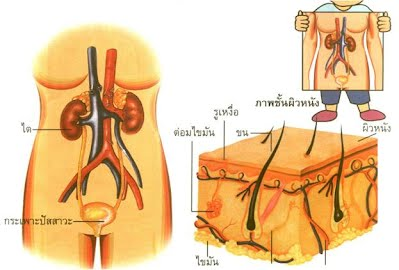 ไต
กระเพาะปัสสาวะ
ภาพชั้นผิวหนัง
รูเหงื่อ
ต่อมไขมัน
ขน
ผิวหนัง
ไขมัน